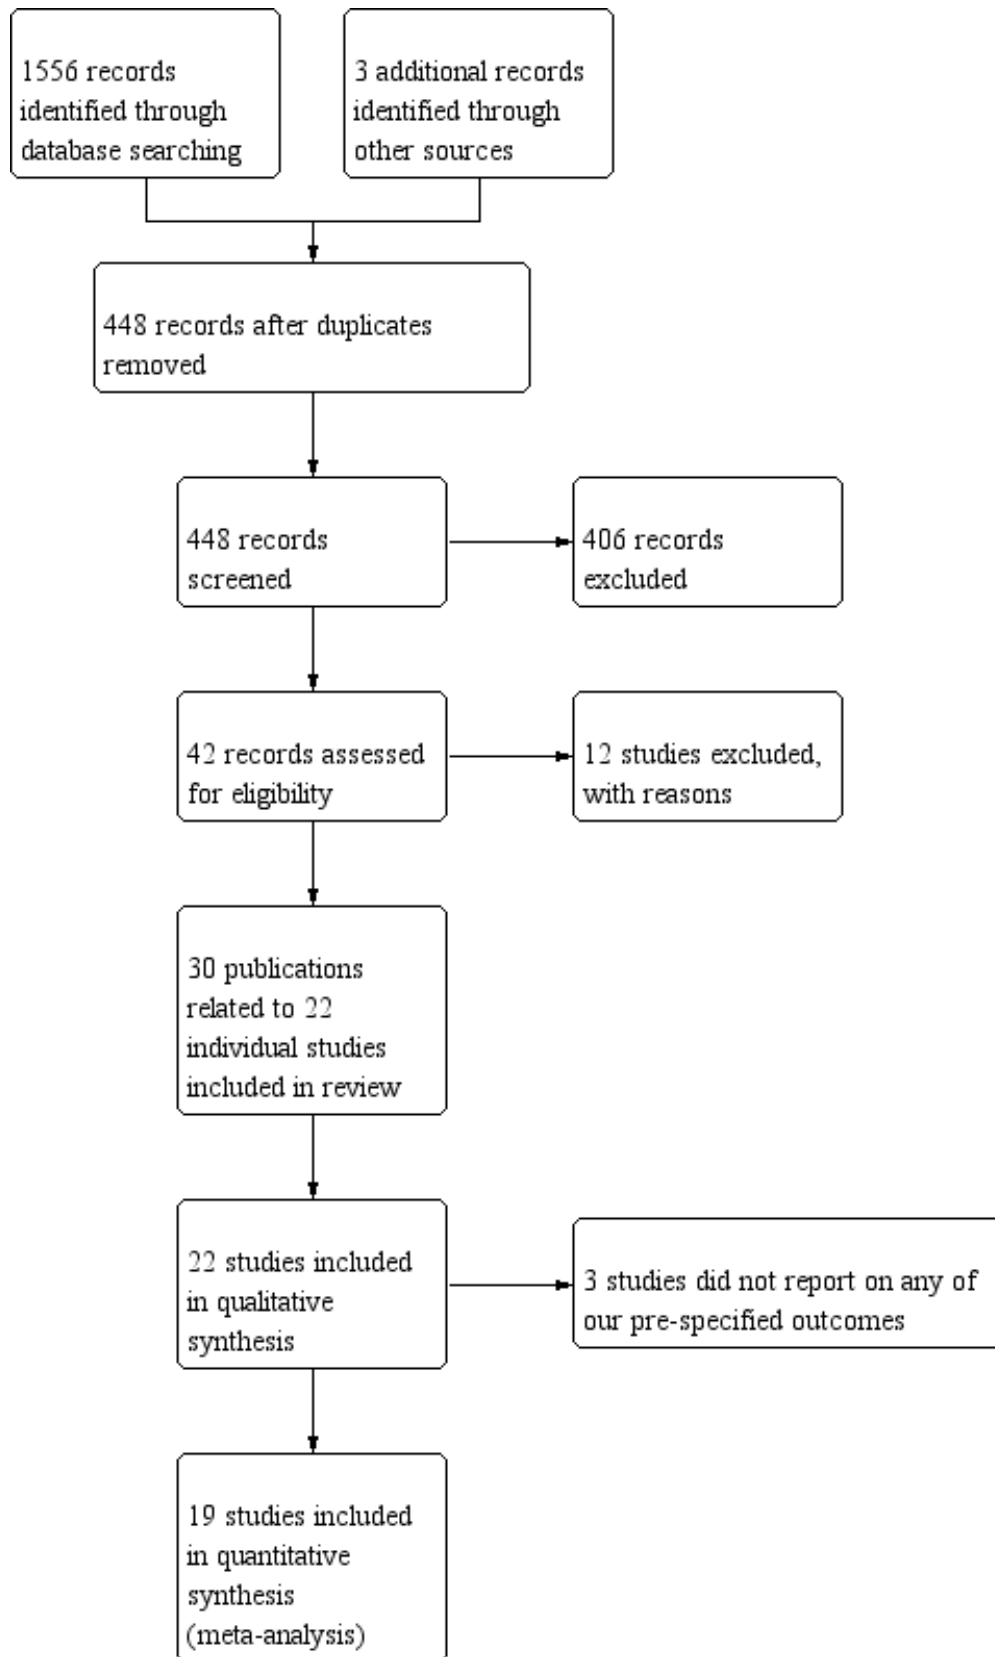 1556 records
identified through
database searching
3 additional records
identified through
other sources
448 records after duplicates
removed
448 records
screened
406 records
excluded
42 records assessed
for eligibility
12 studies excluded,
with reasons
30 publications
related to 22
individual studies
included in review
22 studies included
in qualitative
synthesis
3 studies did not report on any of
our pre-specified outcomes
19 studies included
in quantitative
synthesis
(meta-analysis)